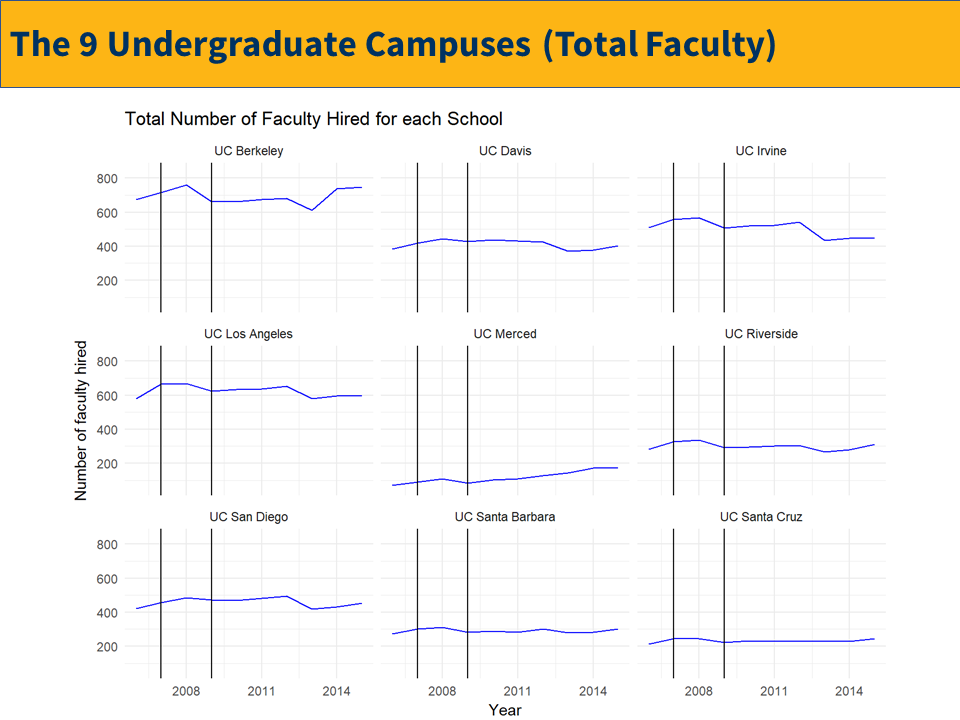 The 9 Undergraduate Campuses (Total Faculty)
Total Number of Faculty Hired for each School
UC Berkeley UC Davis UC Irvine
800
600
400
200
UC Los Angeles UC Merced UC Riverside
800
600
400
200
Number of faculty hired
UC San Diego UC Santa Barbara UC Santa Cruz
800
600
400
200
2008 2011 2014 2008 2011 2014 2008 2011 2014
Year